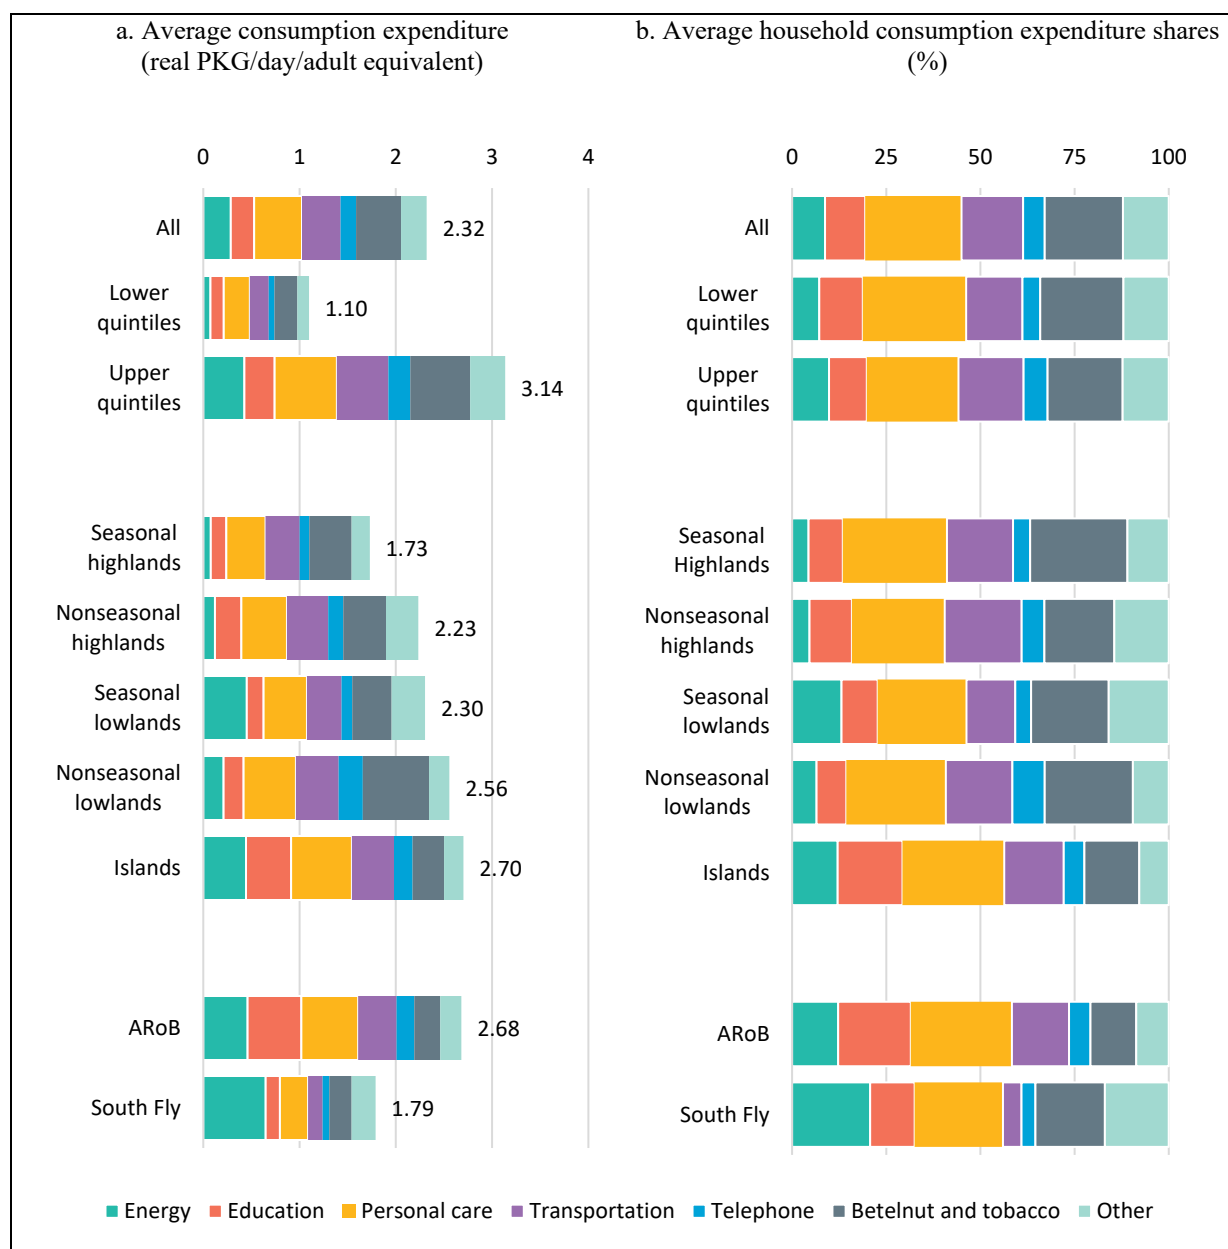 a. Average consumption expenditure
(real PKG/day/adult equivalent)
b. Average household consumption expenditure shares
(%)
0 1 2 3 4
All 2.32
Lower
quintiles 1.10
Upper
quintiles 3.14
Seasonal
highlands 1.73
Nonseasonal
highlands 2.23
Seasonal
lowlands 2.30
Nonseasonal
lowlands 2.56
Islands 2.70
ARoB 2.68
South Fly 1.79
0 25 50 75 100
All
Lower
quintiles
Upper
quintiles
Seasonal
Highlands
Nonseasonal
highlands
Seasonal
lowlands
Nonseasonal
lowlands
Islands
ARoB
South Fly
Energy Education Personal care Transportation Telephone Betelnut and tobacco Other